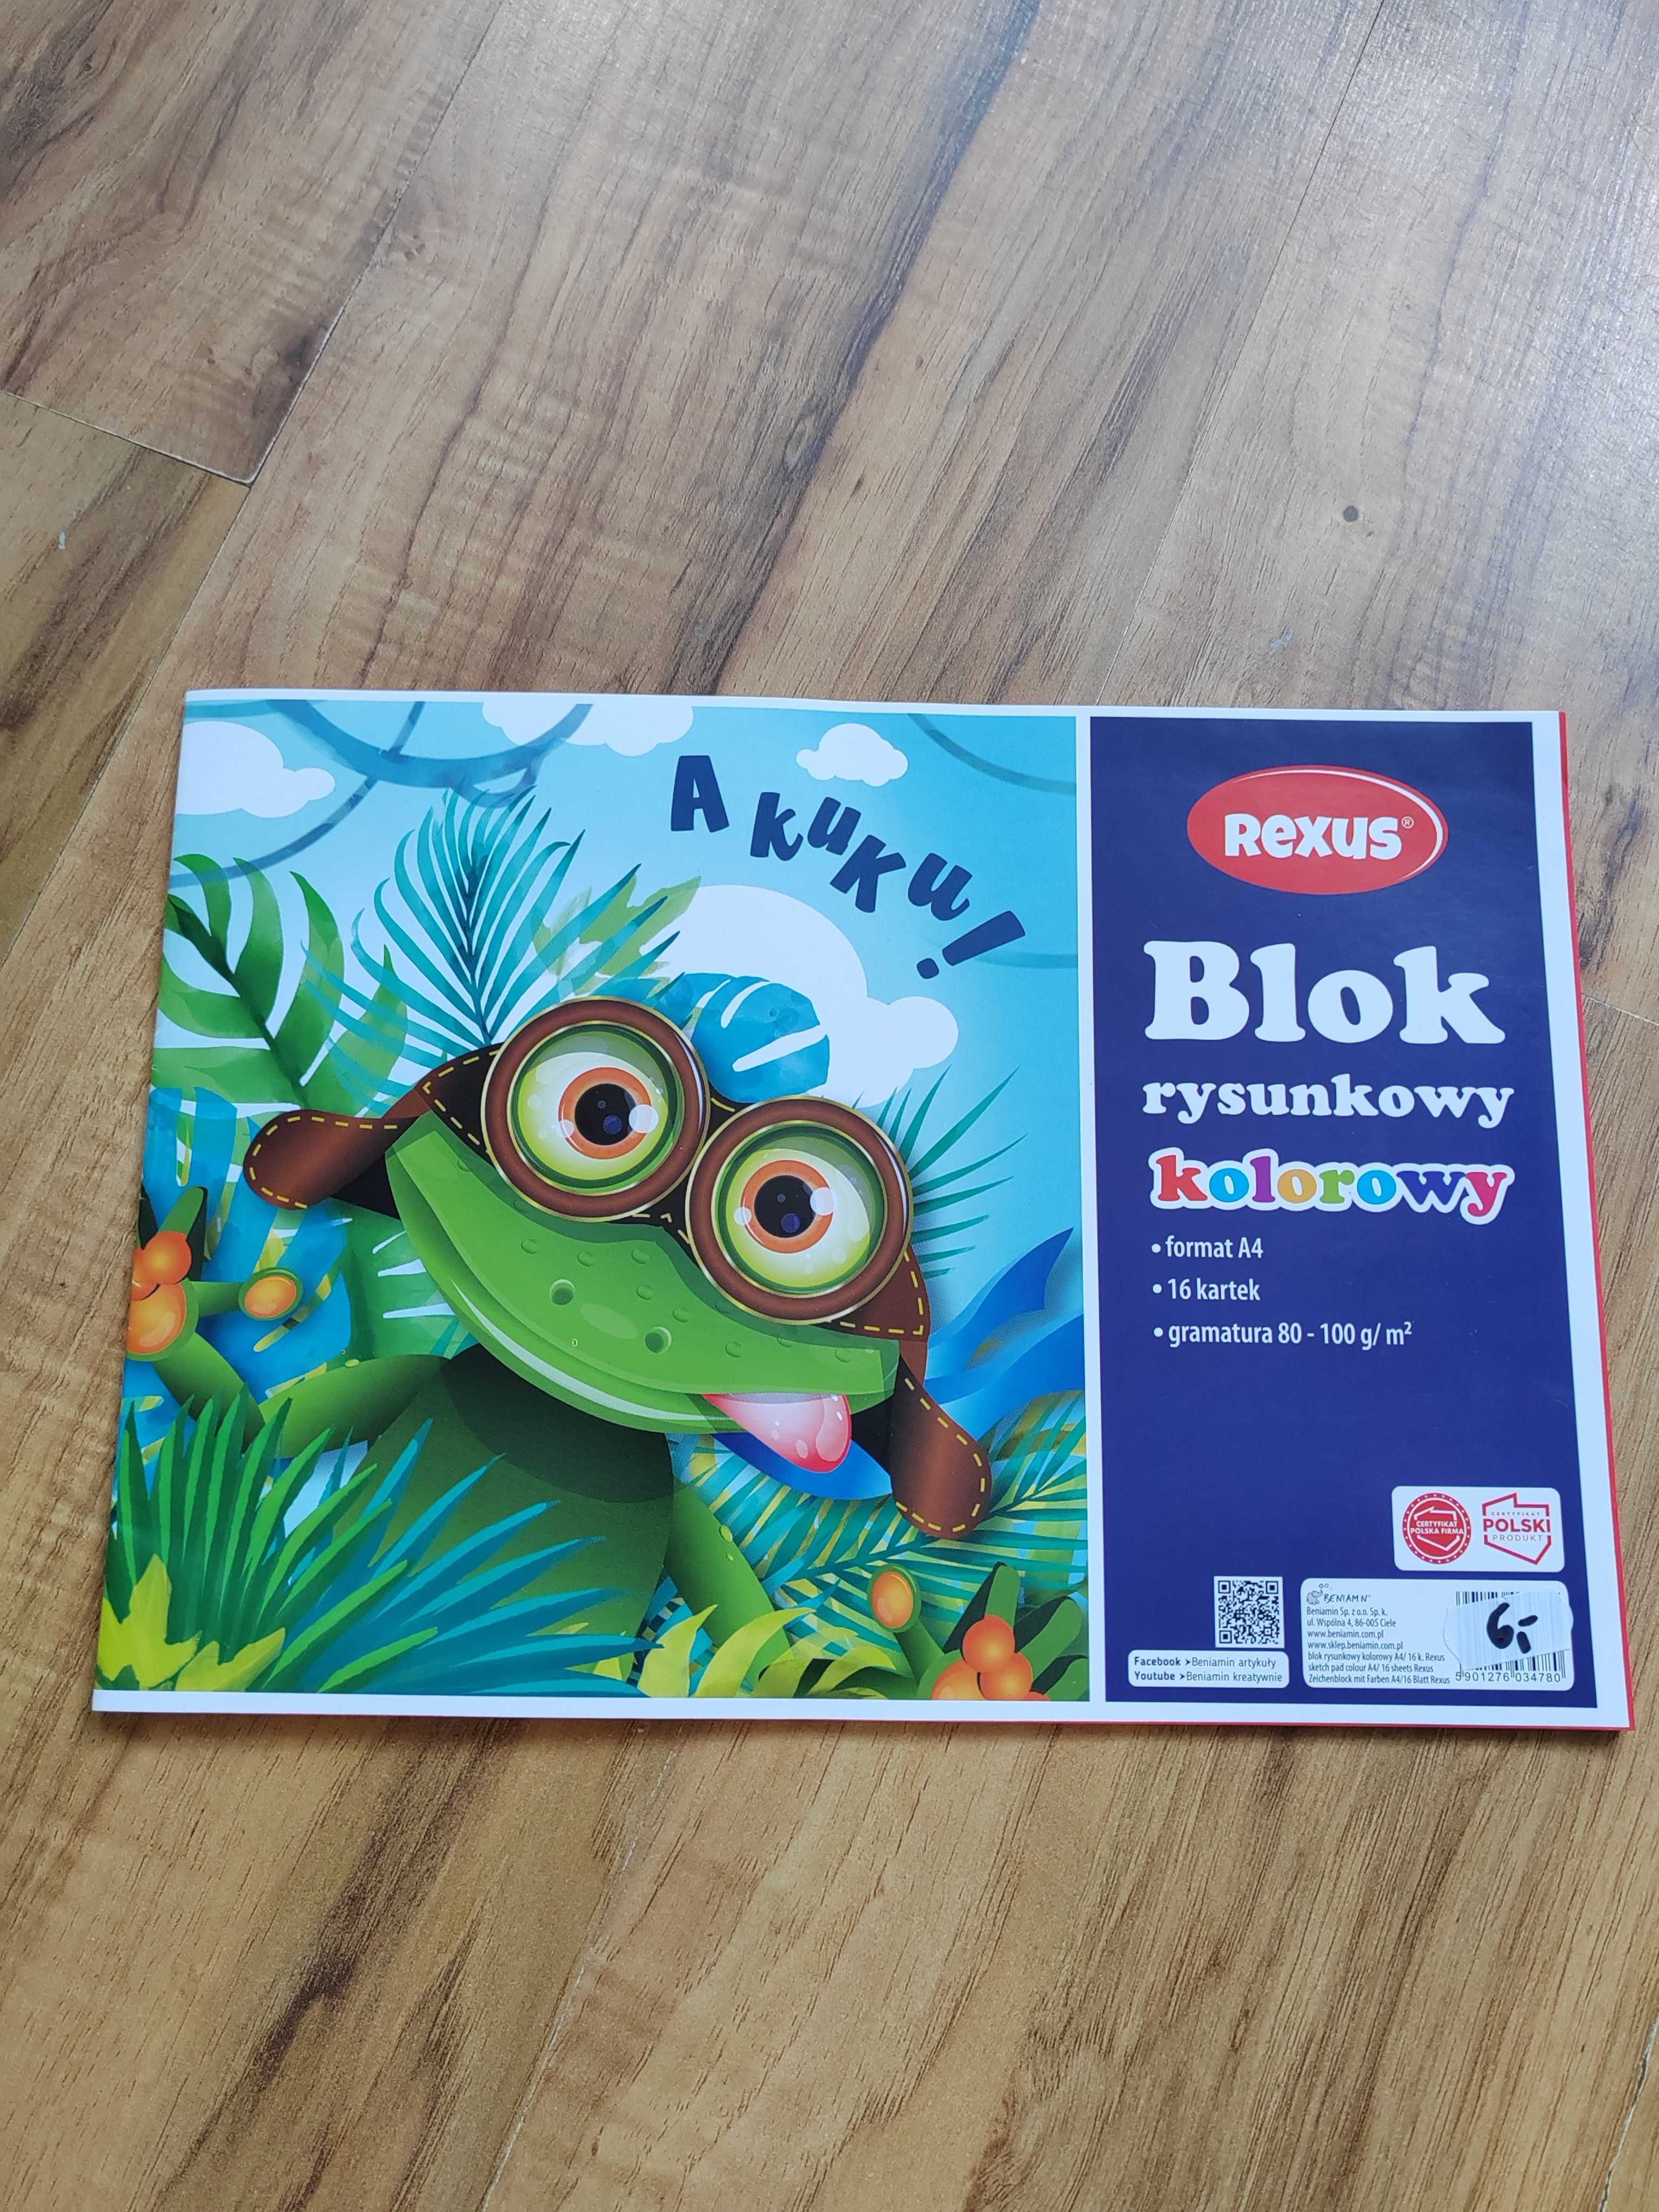 A kuku!
REXUS®
Blok
rysunkowy
kolorowy
• format A4
• 16 kartek
• gramatura 80 - 100 g/ m²
CERTYFIKAT
POLSKA FIRMA
CERTYFIKAT
POLSKI
PRODUKT
BENIAMIN
Beniamin Sp. z o.o. Sp. k.
ul. Wspólna 4, 86-005 Ciele
www.beniamin.com.pl
www.sklep.beniamin.com.pl
blok rysunkowy kolorowy A4/ 16 k. Rexus
sketch pad colour A4/ 16 sheets Rexus
Zeichenblock mit Farben A4/16 Blatt Rexus
6,-
5 901276 034780
Facebook ➤Beniamin artykuły
Youtube ➤Beniamin kreatywnie